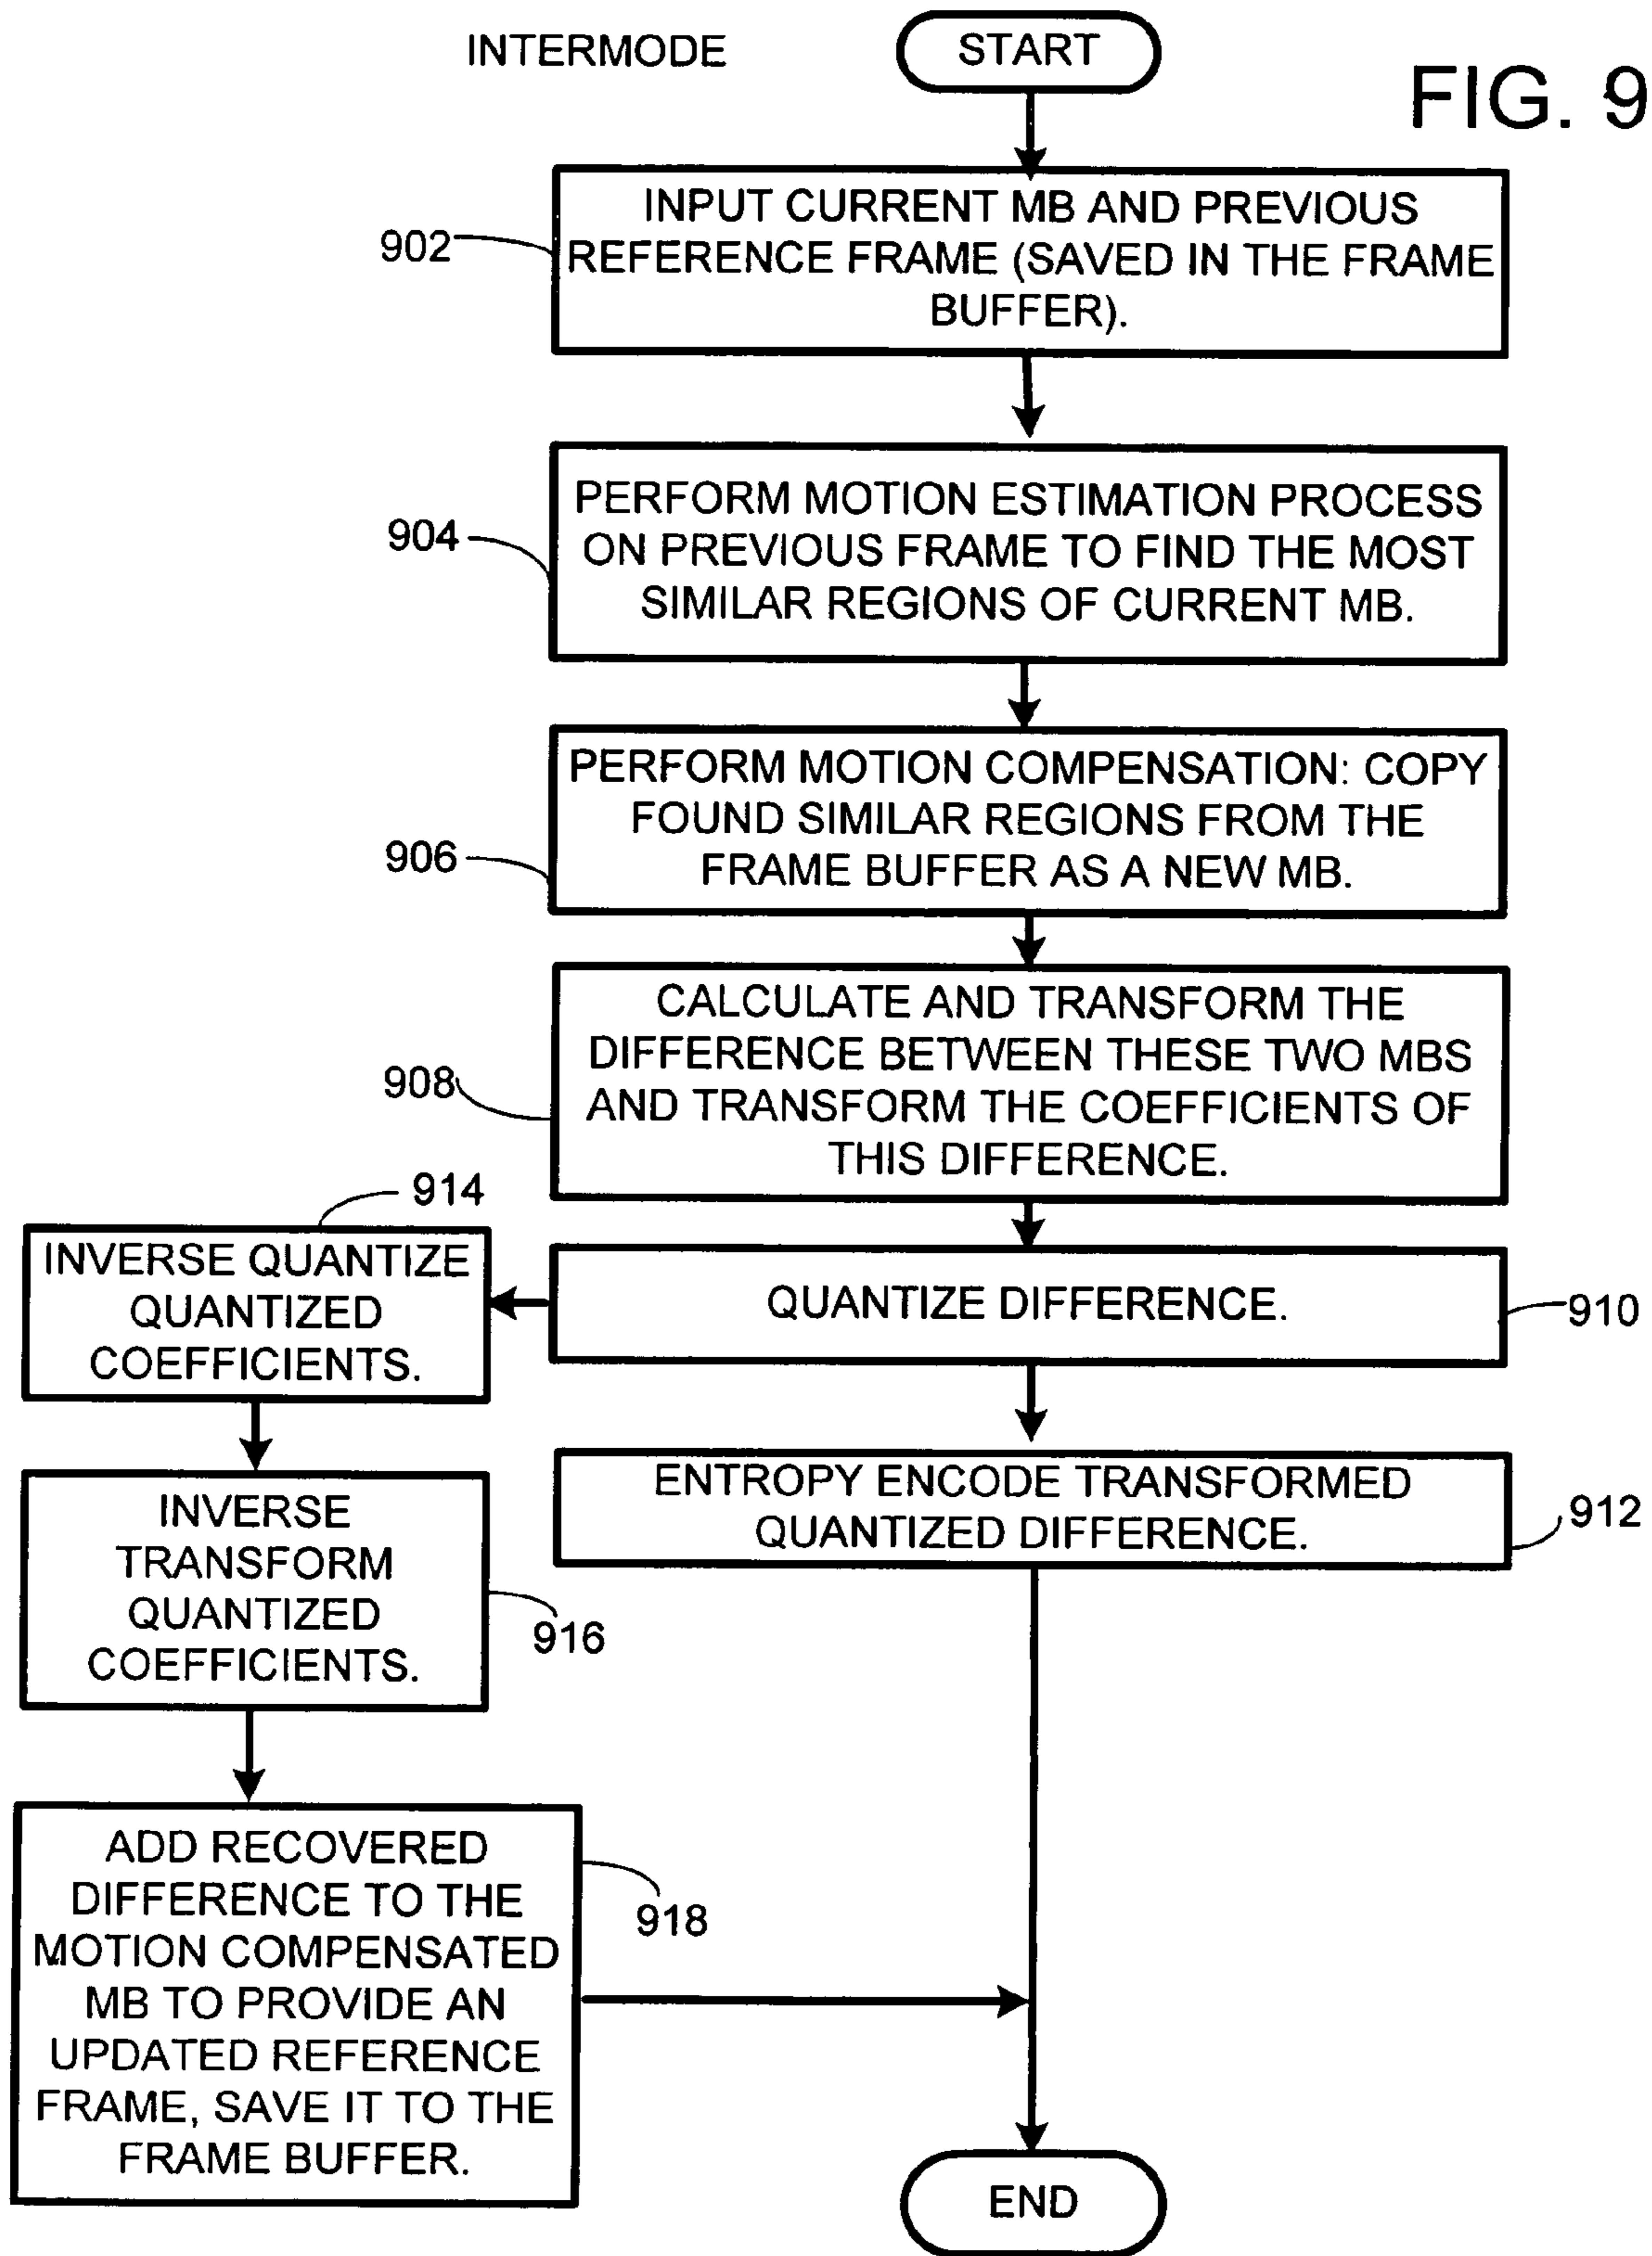 INTERMODE
START
FIG. 9
INPUT CURRENT MB AND PREVIOUS
REFERENCE FRAME (SAVED IN THE FRAME
BUFFER).
902
PERFORM MOTION ESTIMATION PROCESS
ON PREVIOUS FRAME TO FIND THE MOST
SIMILAR REGIONS OF CURRENT MB.
904
PERFORM MOTION COMPENSATION: COPY
FOUND SIMILAR REGIONS FROM THE
FRAME BUFFER AS A NEW MB.
906
CALCULATE AND TRANSFORM THE
DIFFERENCE BETWEEN THESE TWO MBS
AND TRANSFORM THE COEFFICIENTS OF
THIS DIFFERENCE.
908
QUANTIZE DIFFERENCE.
910
ENTROPY ENCODE TRANSFORMED
QUANTIZED DIFFERENCE.
912
914
INVERSE QUANTIZE
QUANTIZED
COEFFICIENTS.
INVERSE
TRANSFORM
QUANTIZED
COEFFICIENTS.
916
ADD RECOVERED
DIFFERENCE TO THE
MOTION COMPENSATED
MB TO PROVIDE AN
UPDATED REFERENCE
FRAME, SAVE IT TO THE
FRAME BUFFER.
918
END